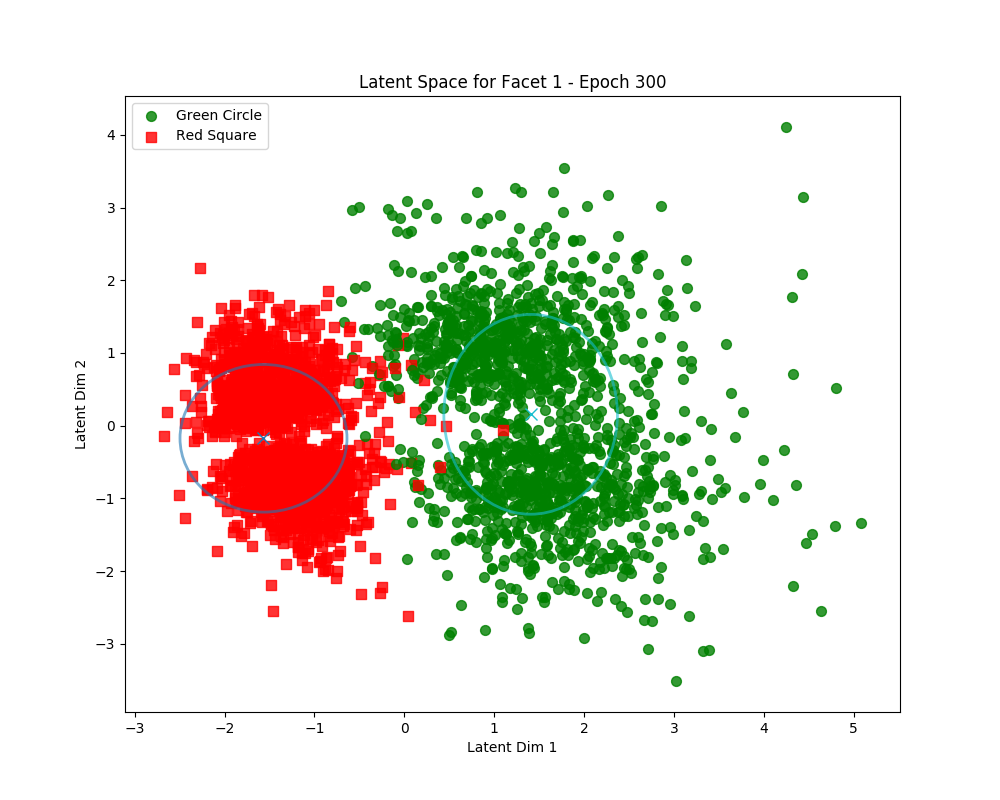 Latent Space for Facet 1 - Epoch 300
Green Circle
Red Square
4
3
2
1
0
−1
−2
−3
Latent Dim 2
−3 −2 −1 0 1 2 3 4 5
Latent Dim 1